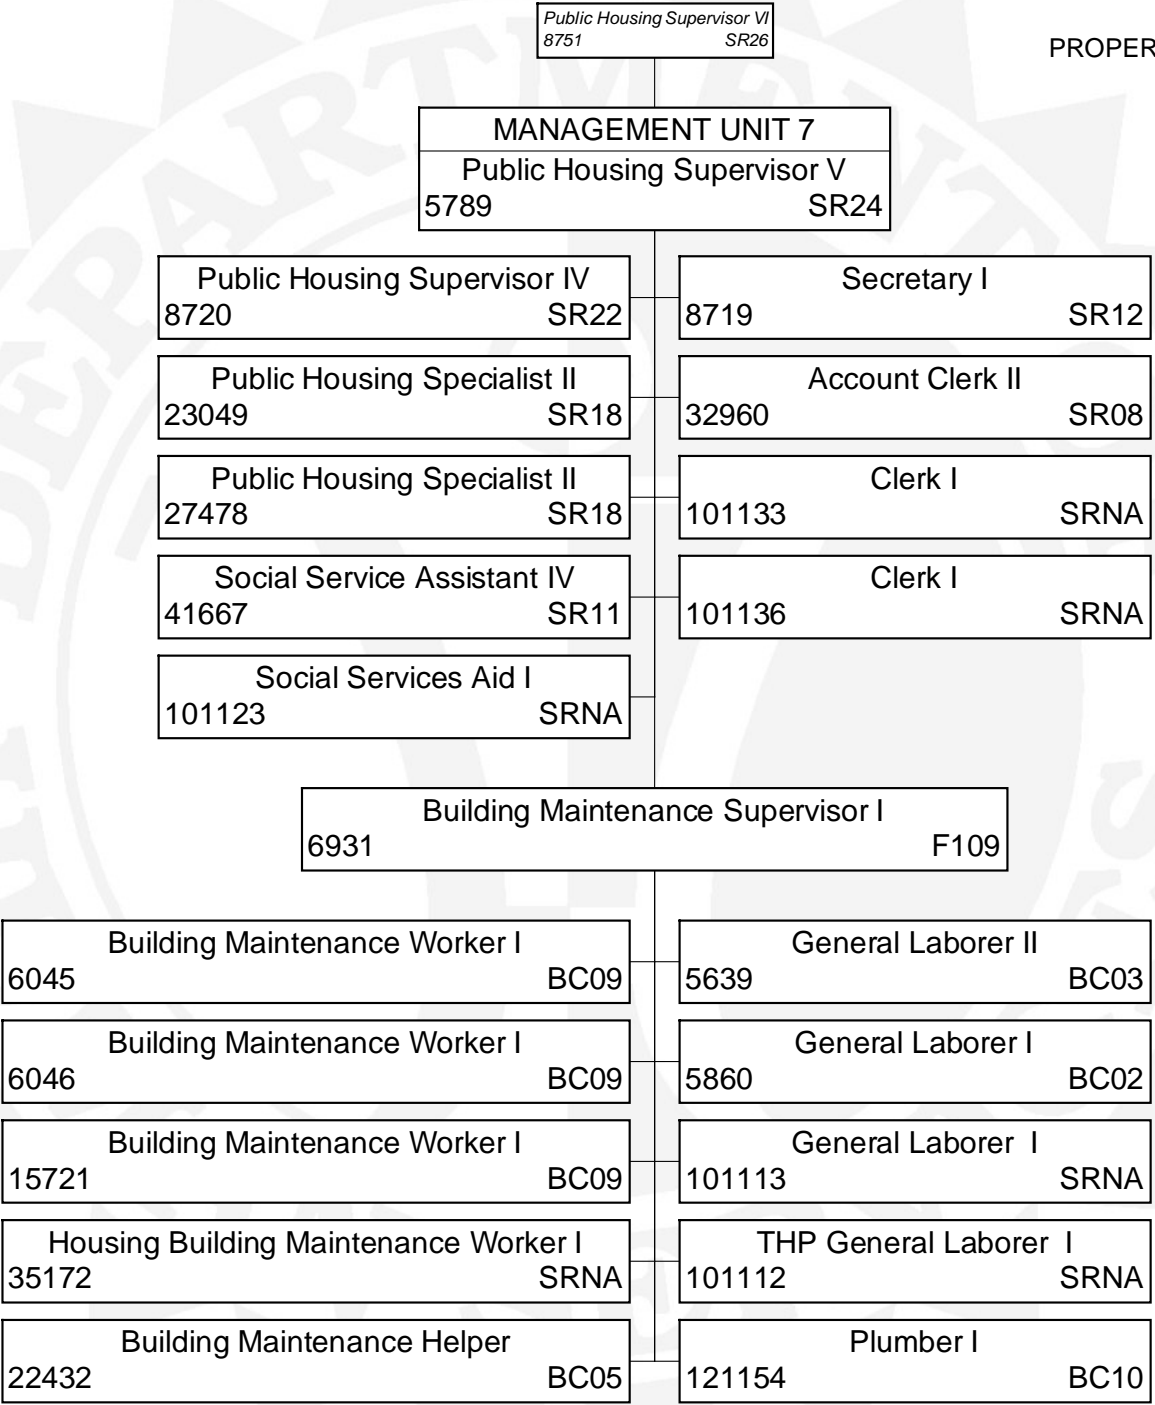 Public Housing Supervisor VI
8751 SR26
PROPER
MANAGEMENT UNIT 7
Public Housing Supervisor V
5789 SR24
Public Housing Supervisor IV
8720 SR22
Secretary I
8719 SR12
Public Housing Specialist II
23049 SR18
Account Clerk II
32960 SR08
Public Housing Specialist II
27478 SR18
Clerk I
101133 SRNA
Social Service Assistant IV
41667 SR11
Clerk I
101136 SRNA
Social Services Aid I
101123 SRNA
Building Maintenance Supervisor I
6931 F109
Building Maintenance Worker I
6045 BC09
General Laborer II
5639 BC03
Building Maintenance Worker I
6046 BC09
General Laborer I
5860 BC02
Building Maintenance Worker I
15721 BC09
General Laborer I
101113 SRNA
Housing Building Maintenance Worker I
35172 SRNA
THP General Laborer I
101112 SRNA
Building Maintenance Helper
22432 BC05
Plumber I
121154 BC10